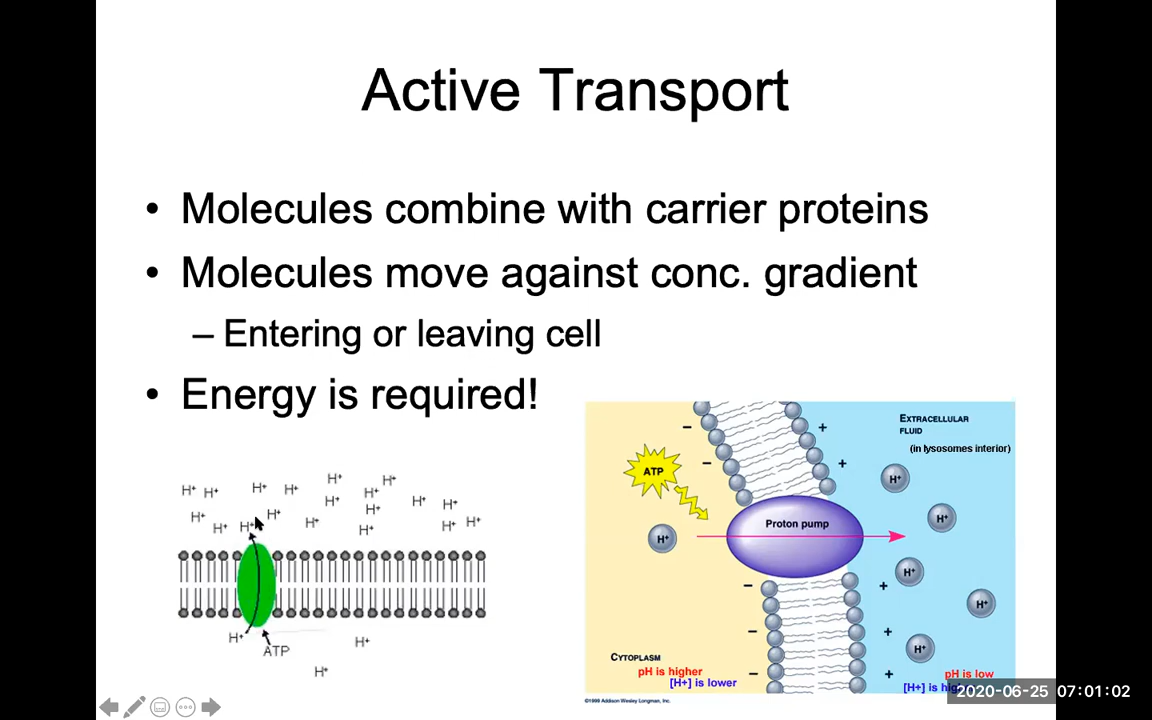 Active Transport
• Molecules combine with carrier proteins
• Molecules move against conc. gradient
– Entering or leaving cell
• Energy is required!
H+ H+ H+ H+ H+ H+ H+ H+ H+ H+ H+
H+ H+ H+ H+ H+ H+ H+ H+ H+ H+
H+
ATP
H+
H+
EXTRACELLULAR
FLUID
(in lysosomes interior)
ATP
Proton pump
H+
H+
H+
H+
H+
H+
CYTOPLASM
pH is higher
[H+] is lower
pH is low
[H+] is
©1999 Addison Wesley Longman, Inc.
2020-06-25 07:01:02